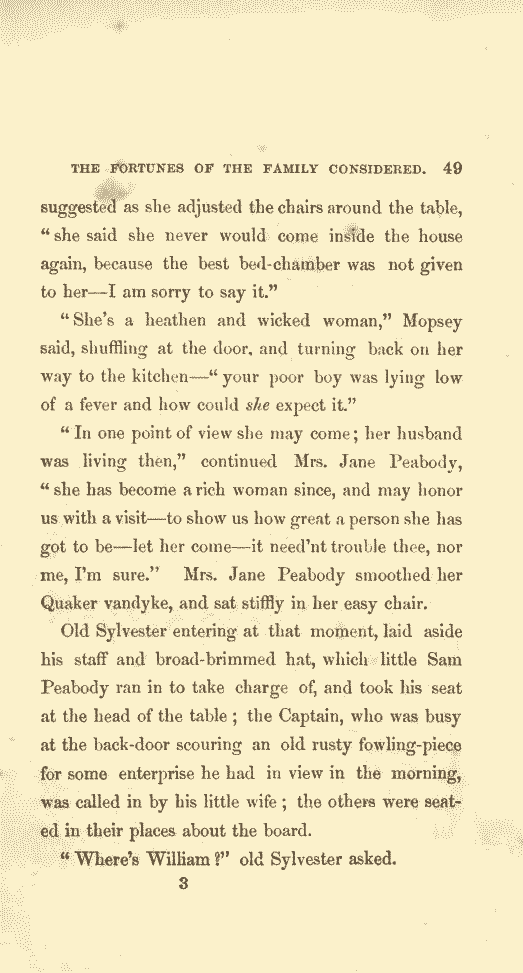 THE FORTUNES OF THE FAMILY CONSIDERED. 49
suggested as she adjusted the chairs around the table,
“ she said she never would come inside the house
again, because the best bed-chamber was not given
to her—I am sorry to say it.”
“ She’s a heathen and wicked woman,” Mopsey
said, shuffling at the door, and turning back on her
way to the kitchen—“ your poor boy was lying low
of a fever and how could she expect it.”
“ In one point of view she may come ; her husband
was living then,” continued Mrs. Jane Peabody,
“ she has become a rich woman since, and may honor
us with a visit—to show us how great a person she has
got to be—let her come—it need’nt trouble thee, nor
me, I’m sure.” Mrs. Jane Peabody smoothed her
Quaker vandyke, and sat stiffly in her easy chair.
Old Sylvester entering at that moment, laid aside
his staff and broad-brimmed hat, which little Sam
Peabody ran in to take charge of, and took his seat
at the head of the table ; the Captain, who was busy
at the back-door scouring an old rusty fowling-piece
for some enterprise he had in view in the morning,
was called in by his little wife ; the others were seat-
ed in their places about the board.
“ Where’s William ?” old Sylvester asked.
3